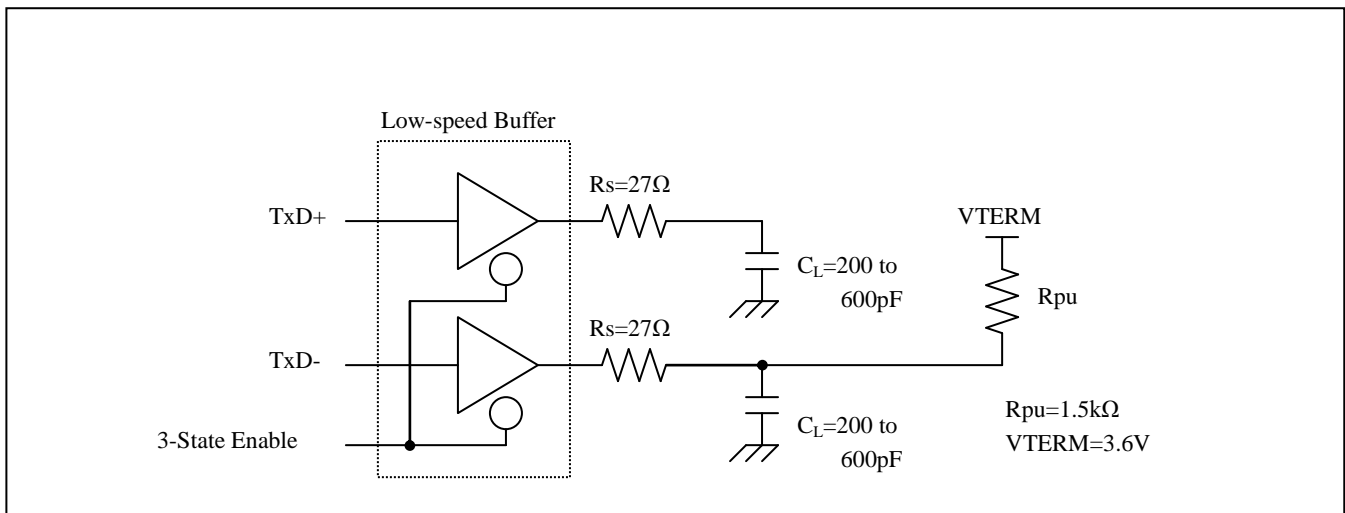 Low-speed Buffer
TxD+
Rs=27Ω
C_L=200 to
600pF
VTERM
Rpu
TxD-
Rs=27Ω
C_L=200 to
600pF
3-State Enable
Rpu=1.5kΩ
VTERM=3.6V